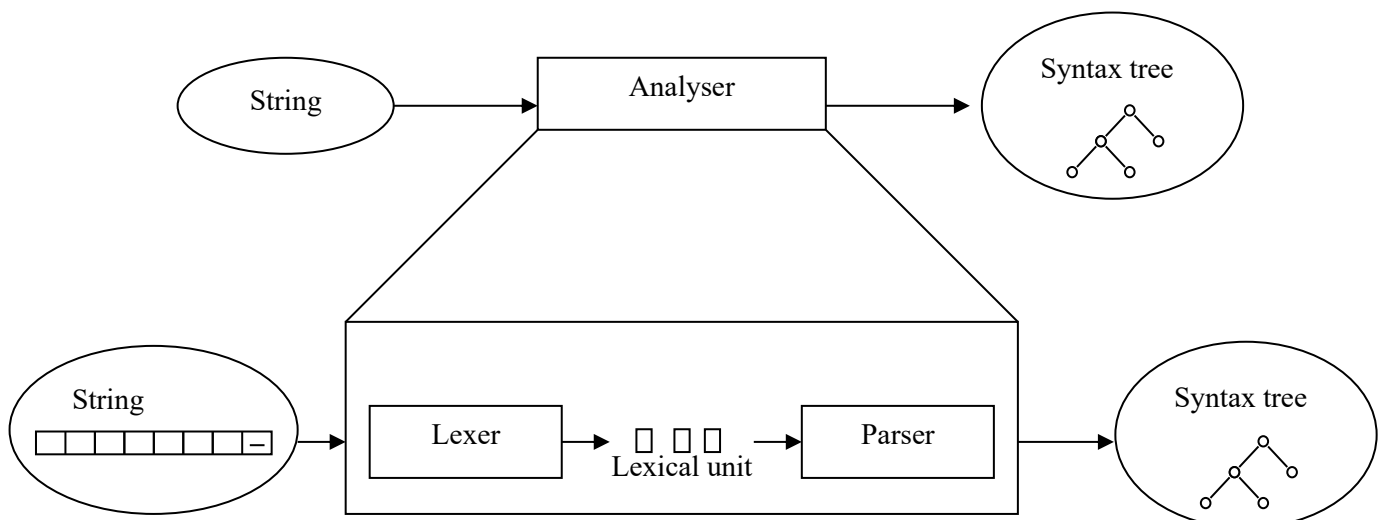 String
Analyser
Syntax tree
String
Lexer
Lexical unit
Parser
Syntax tree